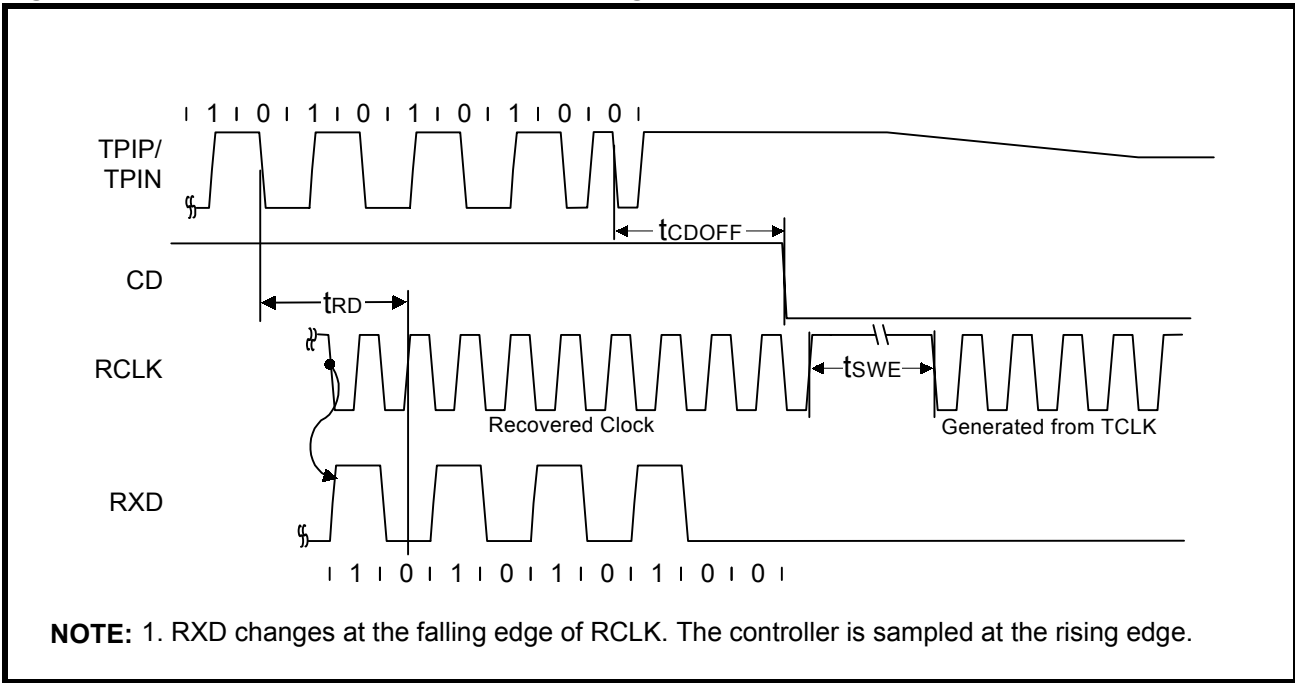 1 0 1 0 1 0 1 0 0
TPIP/
TPIN
tCDOFF
CD
tRD
RCLK
tSWE
Recovered Clock
Generated from TCLK
RXD
1 0 1 0 1 0 1 0 0
NOTE: 1. RXD changes at the falling edge of RCLK. The controller is sampled at the rising edge.